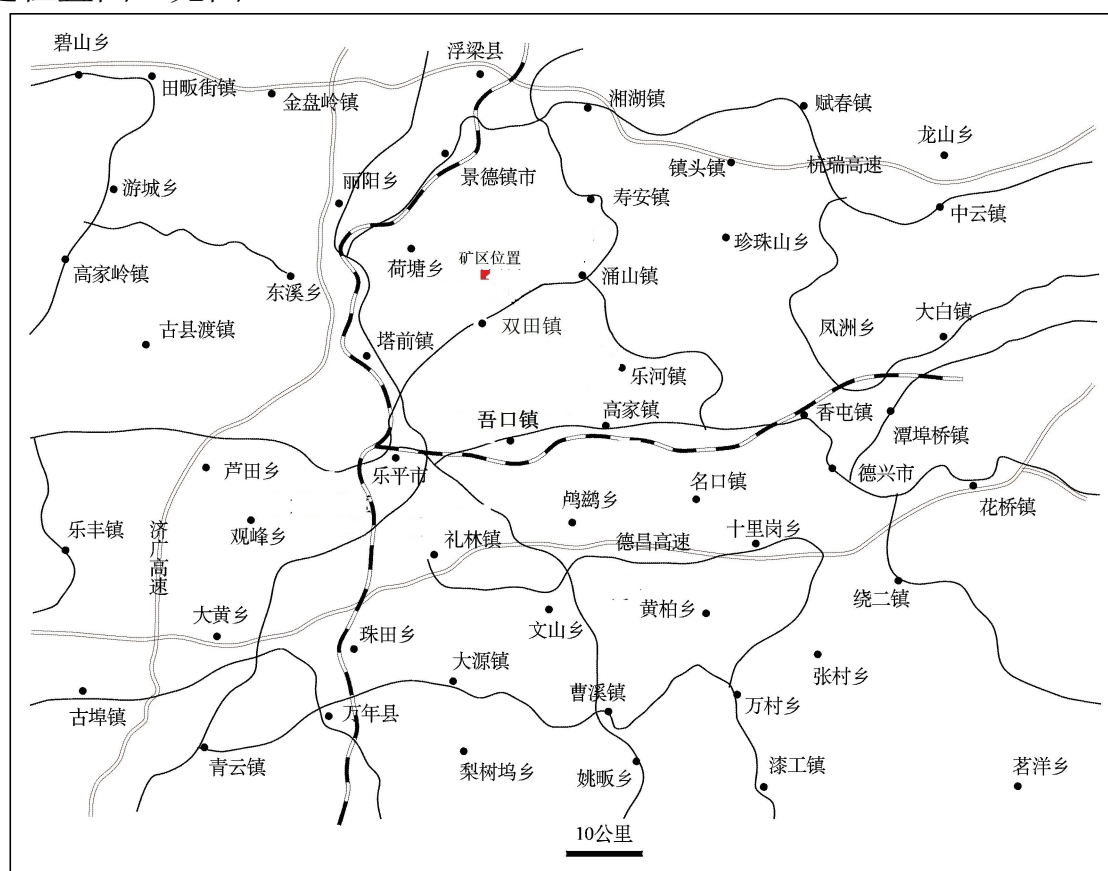 碧山乡
浮梁县
田畈街镇
金盘岭镇
湘湖镇
赋春镇
龙山乡
镇头镇
杭瑞高速
景德镇市
丽阳乡
游城乡
寿安镇
中云镇
珍珠山乡
矿区位置
荷塘乡
高家岭镇
涌山镇
东溪乡
大白镇
古县渡镇
双田镇
凤洲乡
塔前镇
乐河镇
高家镇
香屯镇
吾口镇
潭埠桥镇
芦田乡
乐平市
德兴市
名口镇
鸬鹚乡
花桥镇
乐丰镇
济广高速
观峰乡
礼林镇
德昌高速
十里岗乡
绕二镇
大黄乡
文山乡
黄柏乡
珠田乡
大源镇
张村乡
曹溪镇
万村乡
古埠镇
万年县
青云镇
梨树坞乡
姚畈乡
漆工镇
茗洋乡
10公里